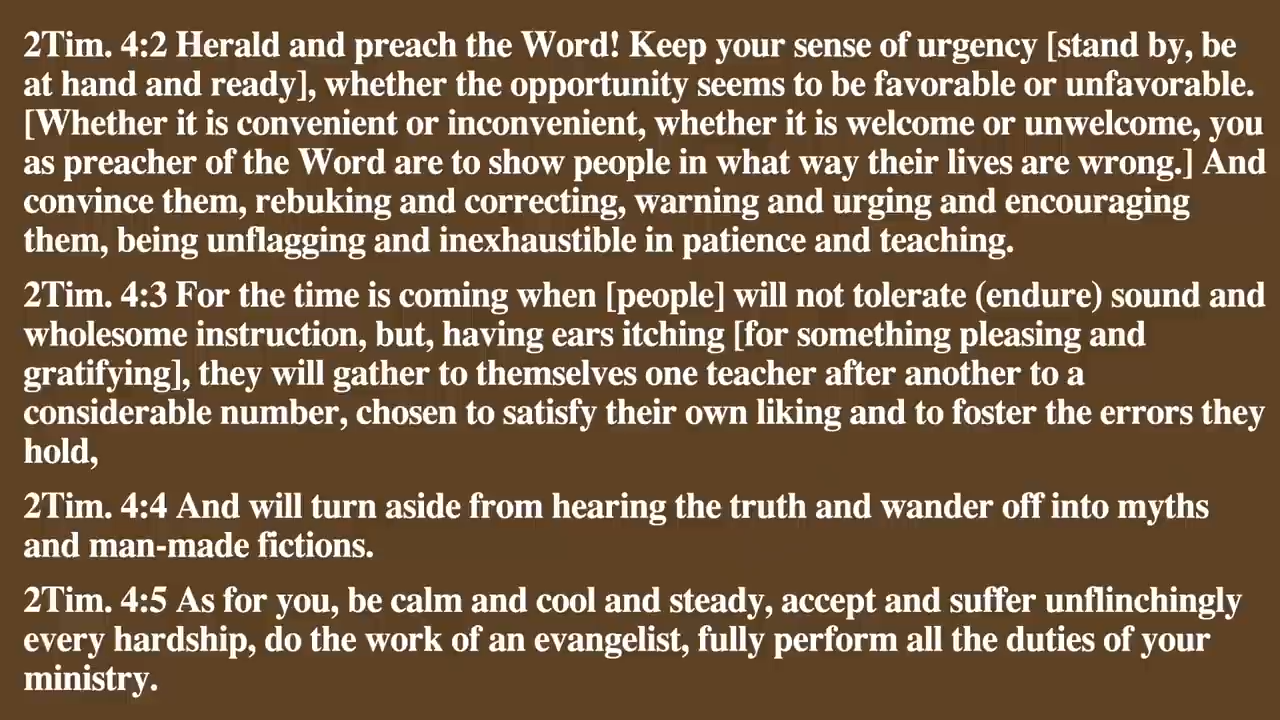 2Tim. 4:2 Herald and preach the Word! Keep your sense of urgency [stand by, be
at hand and ready], whether the opportunity seems to be favorable or unfavorable.
[Whether it is convenient or inconvenient, whether it is welcome or unwelcome, you
as preacher of the Word are to show people in what way their lives are wrong.] And
convince them, rebuking and correcting, warning and urging and encouraging
them, being unflagging and inexhaustible in patience and teaching.
2Tim. 4:3 For the time is coming when [people] will not tolerate (endure) sound and
wholesome instruction, but, having ears itching [for something pleasing and
gratifying], they will gather to themselves one teacher after another to a
considerable number, chosen to satisfy their own liking and to foster the errors they
hold,
2Tim. 4:4 And will turn aside from hearing the truth and wander off into myths
and man-made fictions.
2Tim. 4:5 As for you, be calm and cool and steady, accept and suffer unflinchingly
every hardship, do the work of an evangelist, fully perform all the duties of your
ministry.